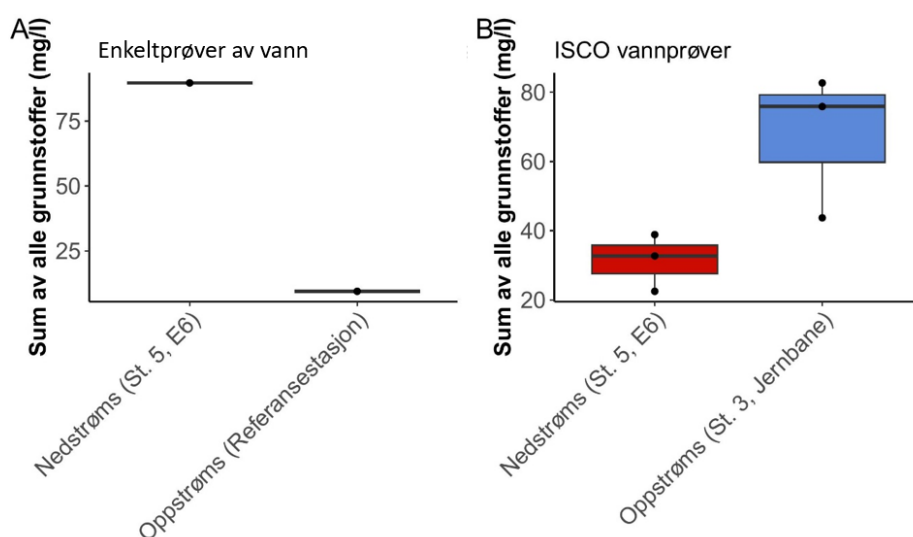 A
Enkeltprøver av vann
Sum av alle grunnstoffer (mg/l)
75
50
25
Nedstrøms (St. 5, E6)
Oppstrøms (Referansestasjon)
B
ISCO vannprøver
Sum av alle grunnstoffer (mg/l)
80
60
40
20
Nedstrøms (St. 5, E6)
Oppstrøms (St. 3, Jernbane)